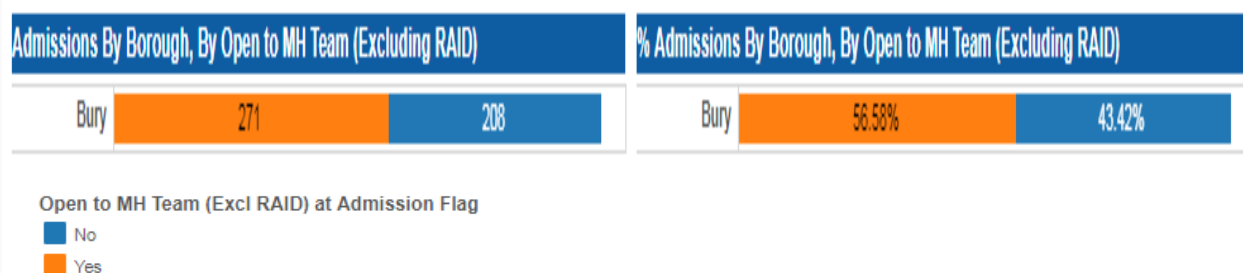 Admissions By Borough, By Open to MH Team (Excluding RAID)
Bury 271 208
% Admissions By Borough, By Open to MH Team (Excluding RAID)
Bury 56.58% 43.42%
Open to MH Team (Excl RAID) at Admission Flag
No
Yes